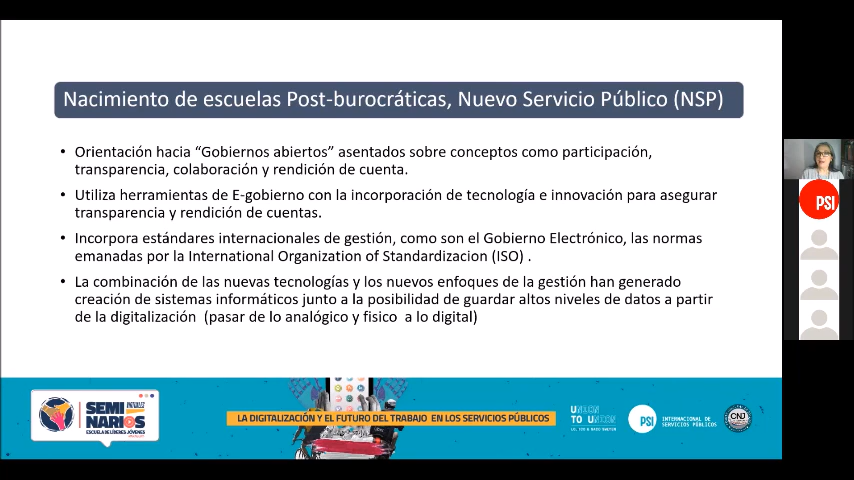 Nacimiento de escuelas Post-burocráticas, Nuevo Servicio Público (NSP)
• Orientación hacia “Gobiernos abiertos” asentados sobre conceptos como participación,
transparencia, colaboración y rendición de cuenta.
• Utiliza herramientas de E-gobierno con la incorporación de tecnología e innovación para asegurar
transparencia y rendición de cuentas.
• Incorpora estándares internacionales de gestión, como son el Gobierno Electrónico, las normas
emanadas por la International Organization of Standardizacion (ISO) .
• La combinación de las nuevas tecnologías y los nuevos enfoques de la gestión han generado
creación de sistemas informáticos junto a la posibilidad de guardar altos niveles de datos a partir
de la digitalización (pasar de lo analógico y fisico a lo digital)
PSI
SEMI
NARIOS
VIRTUALES
ESCUELA DE LÍDERES JÓVENES
LA DIGITALIZACIÓN Y EL FUTURO DEL TRABAJO EN LOS SERVICIOS PÚBLICOS
UNION
TO UNION
PSI
INTERNACIONAL DE
SERVICIOS PÚBLICOS
CNJ